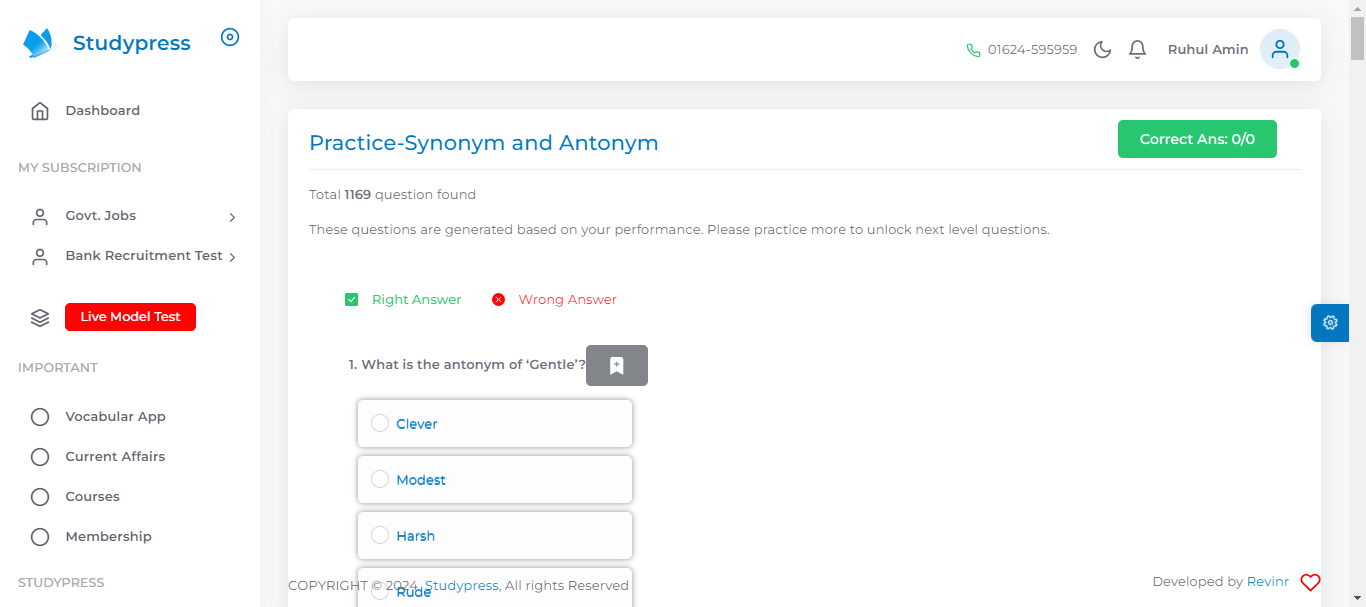 Studypress
Dashboard
MY SUBSCRIPTION
Govt. Jobs
Bank Recruitment Test
Live Model Test
IMPORTANT
Vocabular App
Current Affairs
Courses
Membership
STUDYPRESS
01624-595959
Ruhul Amin
Practice-Synonym and Antonym
Correct Ans: 0/0
Total 1169 question found
These questions are generated based on your performance. Please practice more to unlock next level questions.
Right Answer Wrong Answer
1. What is the antonym of ‘Gentle’?
Clever
Modest
Harsh
Rude
COPYRIGHT © 2024 Studypress, All rights Reserved
Developed by Revinr